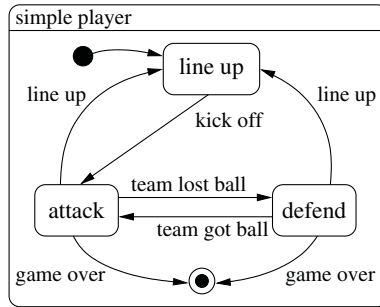 simple player
line up
line up
line up
kick off
team lost ball
attack
defend
team got ball
game over
game over